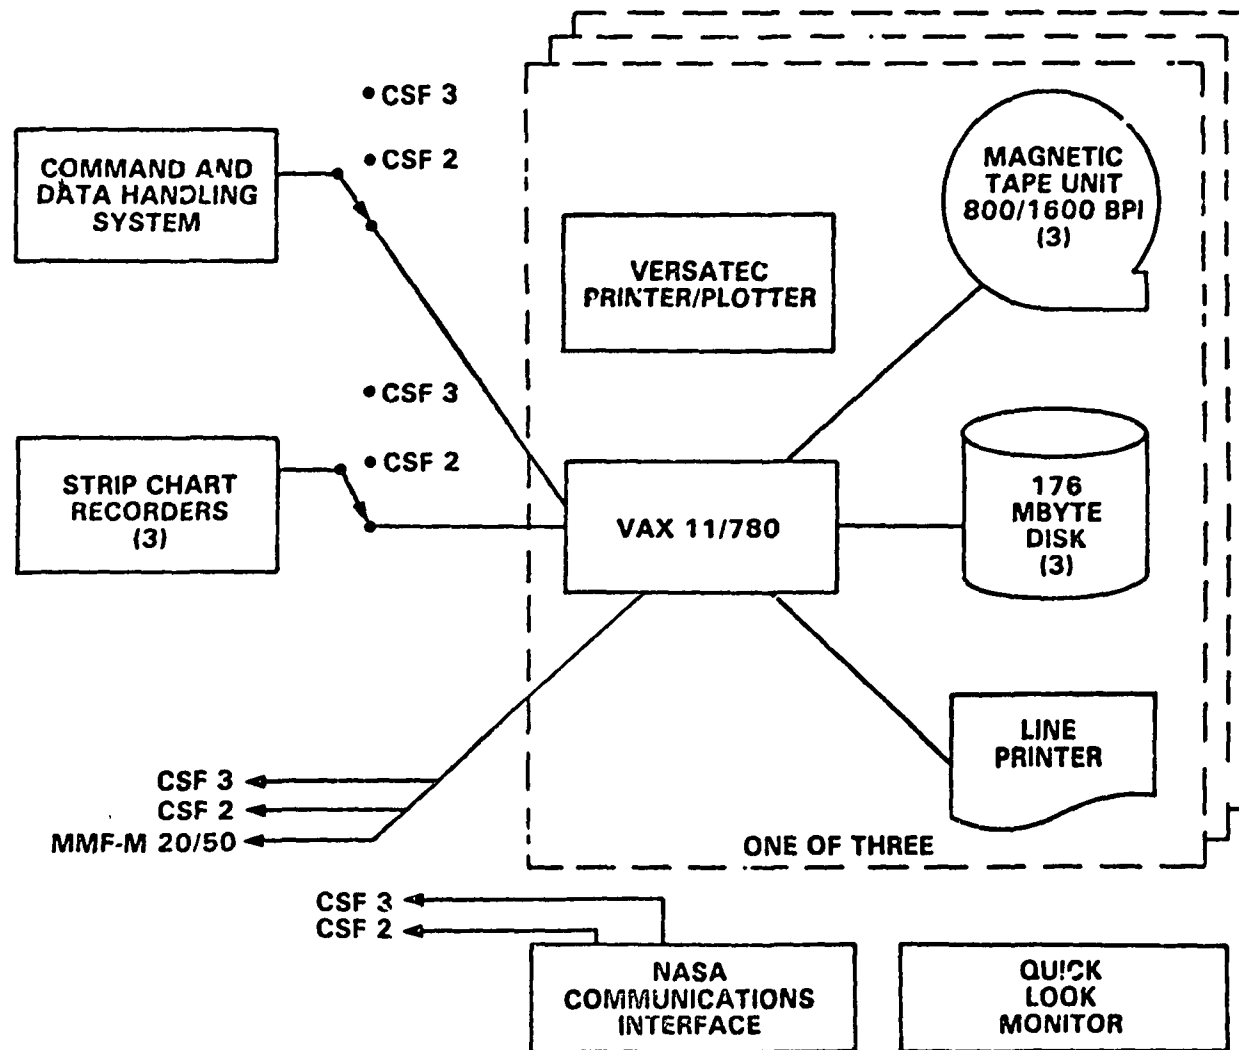 CSF 3
CSF 2
COMMAND AND
DATA HANDLING
SYSTEM
MAGNETIC
TAPE UNIT
800/1600 BPI
(3)
VERSATEC
PRINTER/PLOTTER
CSF 3
CSF 2
STRIP CHART
RECORDERS
(3)
VAX 11/780
176
MBYTE
DISK
(3)
LINE
PRINTER
CSF 3
CSF 2
MMF-M 20/50
ONE OF THREE
CSF 3
CSF 2
NASA
COMMUNICATIONS
INTERFACE
QUICK
LOOK
MONITOR